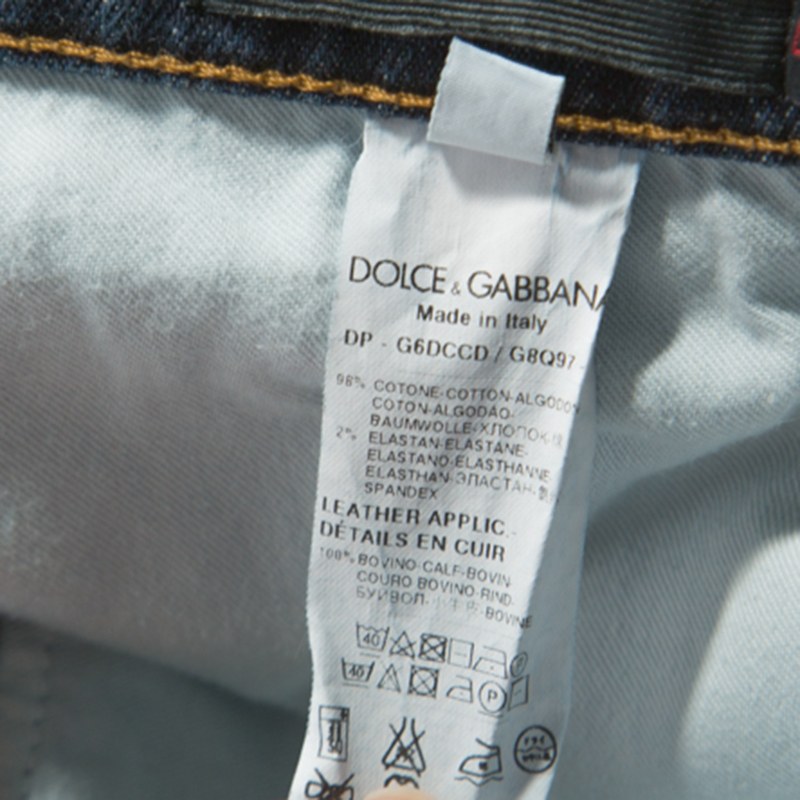 DOLCE & GABBANA
Made in Italy
DP - G6DCCD / G8Q97 -
98% COTONE-COTTON-ALGODON
COTON-ALGODÃO-
BAUMWOLLE-ХЛОПОК-棉
2% ELASTAN-ELASTANE-
ELASTANO-ELASTHANNE-
ELASTHAN-ЭЛАСТАН-
SPANDEX
LEATHER APPLIC.-
DÉTAILS EN CUIR
100% BOVINO-CALF-BOVIN-
COURO BOVINO-RIND-
БУЙВОЛ- -BOVINE
40 P
40 P